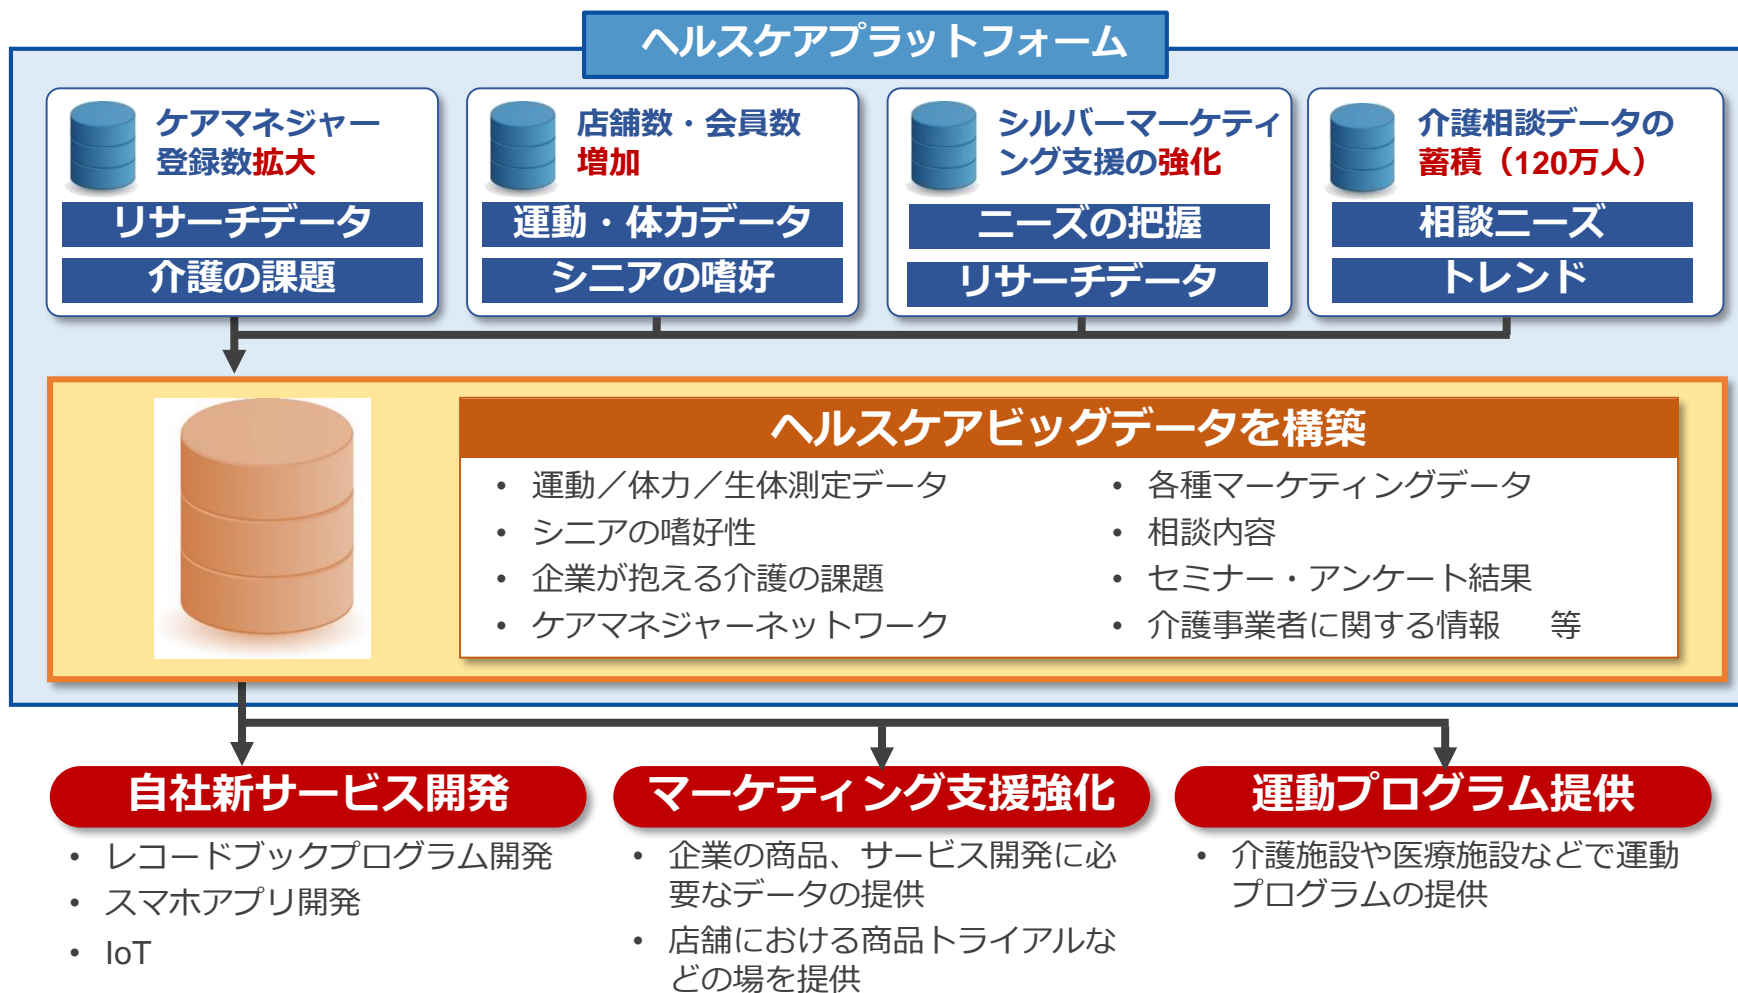 ヘルスケアプラットフォーム
ケアマネジャー
登録数拡大
リサーチデータ
介護の課題
店舗数・会員数
増加
運動・体力データ
シニアの嗜好
シルバーマーケティ
ング支援の強化
ニーズの把握
リサーチデータ
介護相談データの
蓄積（120万人）
相談ニーズ
トレンド
ヘルスケアビッグデータを構築
• 運動／体力／生体測定データ
• シニアの嗜好性
• 企業が抱える介護の課題
• ケアマネジャーネットワーク
• 各種マーケティングデータ
• 相談内容
• セミナー・アンケート結果
• 介護事業者に関する情報　等
自社新サービス開発
• レコードブックプログラム開発
• スマホアプリ開発
• IoT
マーケティング支援強化
• 企業の商品、サービス開発に必
要なデータの提供
• 店舗における商品トライアルな
どの場を提供
運動プログラム提供
• 介護施設や医療施設などで運動
プログラムの提供